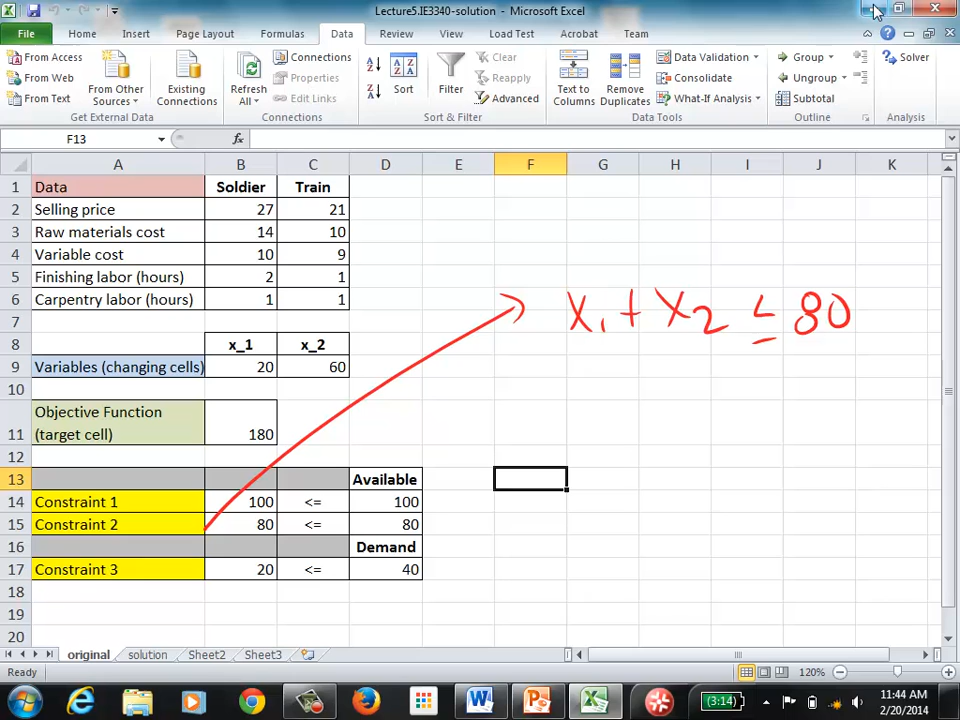 Lecture5.IE3340-solution - Microsoft Excel
File Home Insert Page Layout Formulas Data Review View Load Test Acrobat Team
From Access
From Web
From Text
From Other Sources
Existing Connections
Get External Data
Refresh All
Connections
Properties
Edit Links
Connections
Sort
Filter
Clear
Reapply
Advanced
Sort & Filter
Text to Columns
Remove Duplicates
Data Validation
Consolidate
What-If Analysis
Data Tools
Group
Ungroup
Subtotal
Outline
Solver
Analysis
F13 fx
A B C D E F G H I J K
1 Data Soldier Train
2 Selling price 27 21
3 Raw materials cost 14 10
4 Variable cost 10 9
5 Finishing labor (hours) 2 1
6 Carpentry labor (hours) 1 1
x₁ + x₂ ≤ 80
7
8 x_1 x_2
9 Variables (changing cells) 20 60
10
Objective Function
11 (target cell) 180
12
13 Available
14 Constraint 1 100 <= 100
15 Constraint 2 80 <= 80
16 Demand
17 Constraint 3 20 <= 40
18
19
20
original solution Sheet2 Sheet3
Ready 120%
(3:14) 11:44 AM
2/20/2014